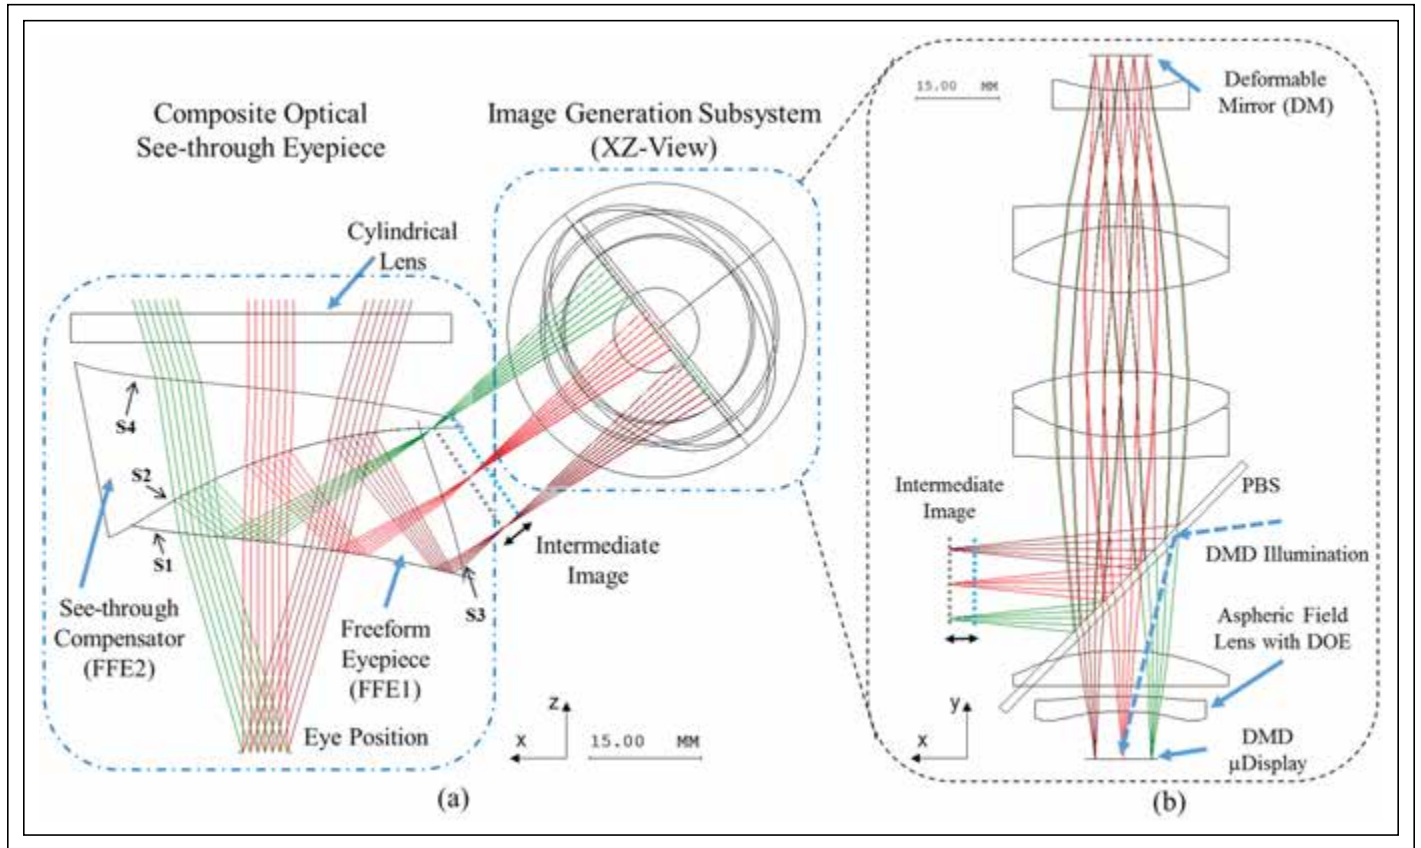 Composite Optical
See-through Eyepiece
Image Generation Subsystem
(XZ-View)
Cylindrical
Lens
S4
S2
S1
S3
See-through
Compensator
(FFE2)
Freeform
Eyepiece
(FFE1)
Eye Position
Intermediate
Image
z
x
15.00 MM
(a)
15.00 MM
Deformable
Mirror (DM)
Intermediate
Image
PBS
DMD Illumination
Aspheric Field
Lens with DOE
y
x
DMD
μDisplay
(b)